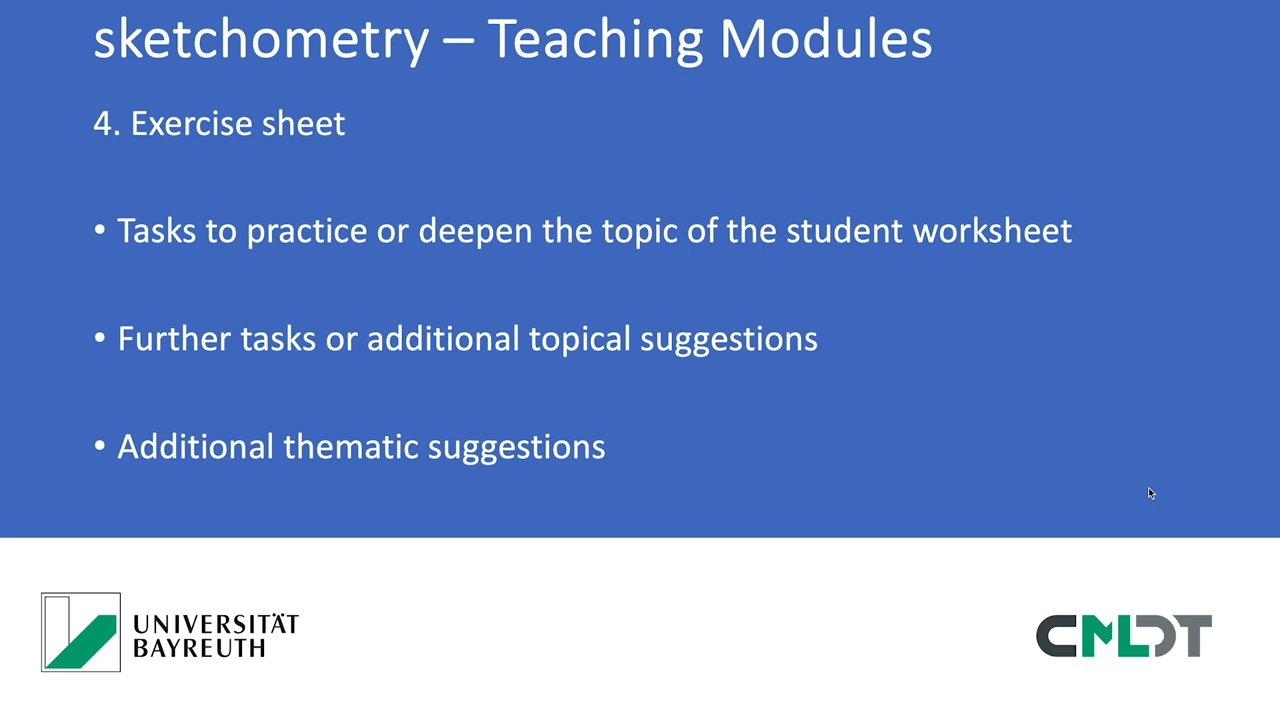 sketchometry – Teaching Modules
4. Exercise sheet
• Tasks to practice or deepen the topic of the student worksheet
• Further tasks or additional topical suggestions
• Additional thematic suggestions
UNIVERSITÄT
BAYREUTH
CMLDT